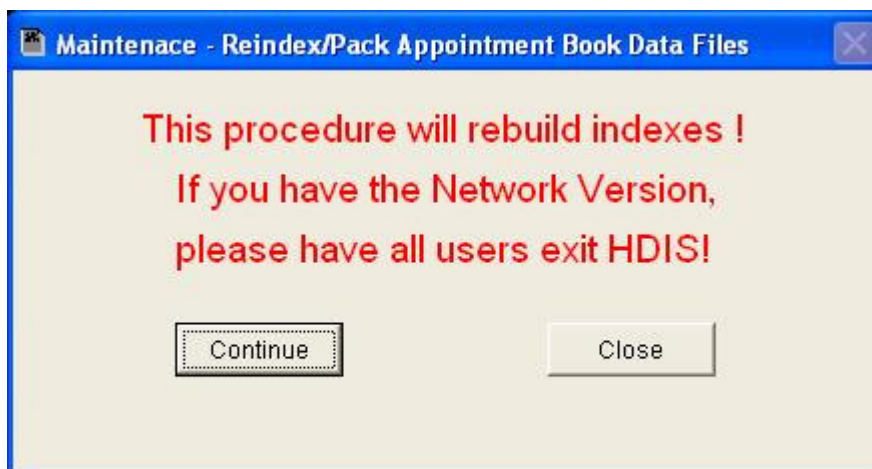 Maintenace - Reindex/Pack Appointment Book Data Files
This procedure will rebuild indexes !
If you have the Network Version,
please have all users exit HDIS!
Continue
Close